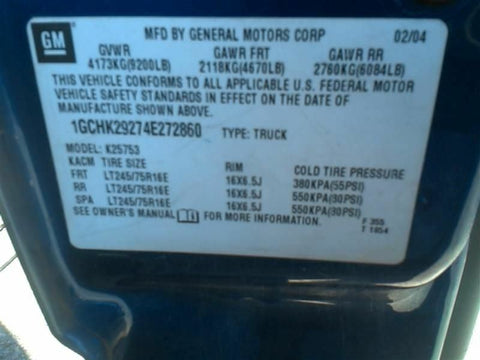 GM
MFD BY GENERAL MOTORS CORP 02/04
GVWR GAWR FRT GAWR RR
4173KG(9200LB) 2118KG(4670LB) 2760KG(6084LB)
THIS VEHICLE CONFORMS TO ALL APPLICABLE U.S. FEDERAL MOTOR
VEHICLE SAFETY STANDARDS IN EFFECT ON THE DATE OF
MANUFACTURE SHOWN ABOVE.
1GCHK29274E272860 TYPE: TRUCK
MODEL: K25753
KACM TIRE SIZE RIM COLD TIRE PRESSURE
FRT LT245/75R16E 16X6.5J 380KPA(55PSI)
RR LT245/75R16E 16X6.5J 550KPA(80PSI)
SPA LT245/75R16E 16X6.5J 550KPA(80PSI)
SEE OWNER'S MANUAL FOR MORE INFORMATION
F 355
T 1854